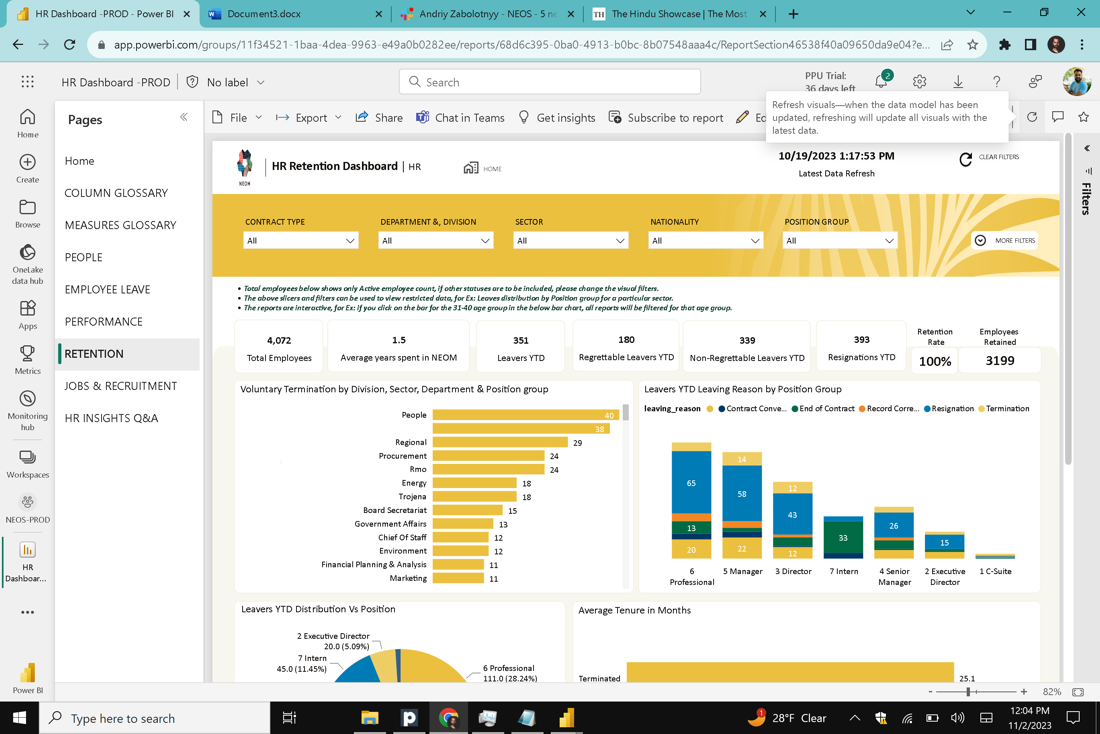 HR Dashboard -PROD - Power BI
Document3.docx
Andriy Zabolotnyy - NEOS - 5 ne
TH The Hindu Showcase | The Most
app.powerbi.com/groups/11f34521-1baa-4dea-9963-e49a0b0282ee/reports/68d6c395-0ba0-4913-b0bc-8b07548aaa4c/ReportSection46538f40a09650da9e04?e...
HR Dashboard -PROD
No label
Search
PPU Trial:
36 days left
2
Refresh visuals—when the data model has been
updated, refreshing will update all visuals with the
latest data.
Home
Create
Browse
OneLake
data hub
Apps
Metrics
Monitoring
hub
Workspaces
NEOS-PROD
HR
Dashboar...
Power BI
Pages
Home
COLUMN GLOSSARY
MEASURES GLOSSARY
PEOPLE
EMPLOYEE LEAVE
PERFORMANCE
RETENTION
JOBS & RECRUITMENT
HR INSIGHTS Q&A
File
Export
Share
Chat in Teams
Get insights
Subscribe to report
Ed
Filters
NEOM
HR Retention Dashboard | HR
HOME
10/19/2023 1:17:53 PM
Latest Data Refresh
CLEAR FILTERS
CONTRACT TYPE
DEPARTMENT &, DIVISION
SECTOR
NATIONALITY
POSITION GROUP
All
All
All
All
All
MORE FILTERS
• Total employees below shows only Active employee count, if other statuses are to be included, please change the visual filters.
• The above slicers and filters can be used to view restricted data, for Ex: Leaves distribution by Position group for a particular sector.
• The reports are interactive, for Ex: if you click on the bar for the 31-40 age group in the below bar chart, all reports will be filtered for that age group.
4,072
Total Employees
1.5
Average years spent in NEOM
351
Leavers YTD
180
Regrettable Leavers YTD
339
Non-Regrettable Leavers YTD
393
Resignations YTD
Retention
Rate
100%
Employees
Retained
3199
Voluntary Termination by Division, Sector, Department & Position group
People 40
38
Regional 29
Procurement 24
Rmo 24
Energy 18
Trojena 18
Board Secretariat 15
Government Affairs 13
Chief Of Staff 12
Environment 12
Financial Planning & Analysis 11
Marketing 11
Leavers YTD Leaving Reason by Position Group
leaving_reason Contract Conve... End of Contract Record Corre... Resignation Termination
65
13
20
14
58
22
12
43
12
33
26
15
6
Professional
5 Manager
3 Director
7 Intern
4 Senior
Manager
2 Executive
Director
1 C-Suite
Leavers YTD Distribution Vs Position
2 Executive Director
20.0 (5.09%)
7 Intern
45.0 (11.45%)
6 Professional
111.0 (28.24%)
Average Tenure in Months
Terminated 25.1
- + 82%
Type here to search
1
28°F Clear
12:04 PM
11/2/2023